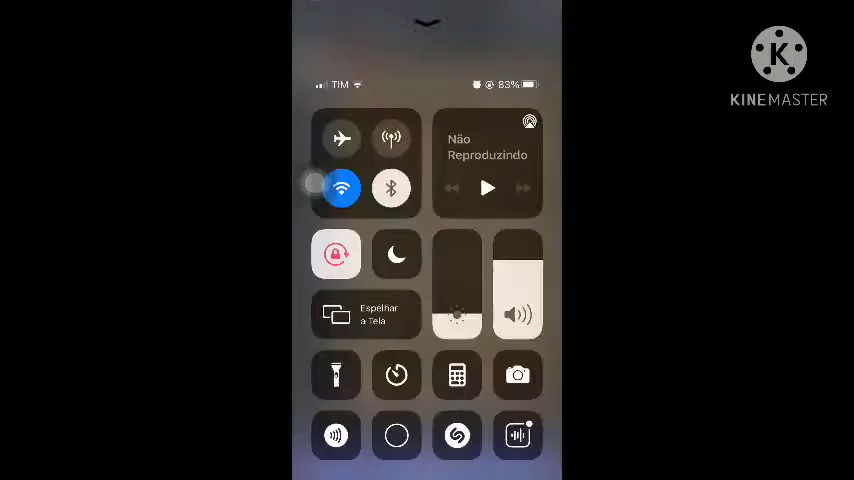 TIM
83%
Não
Reproduzindo
Espelhar
a Tela
K
KINEMASTER